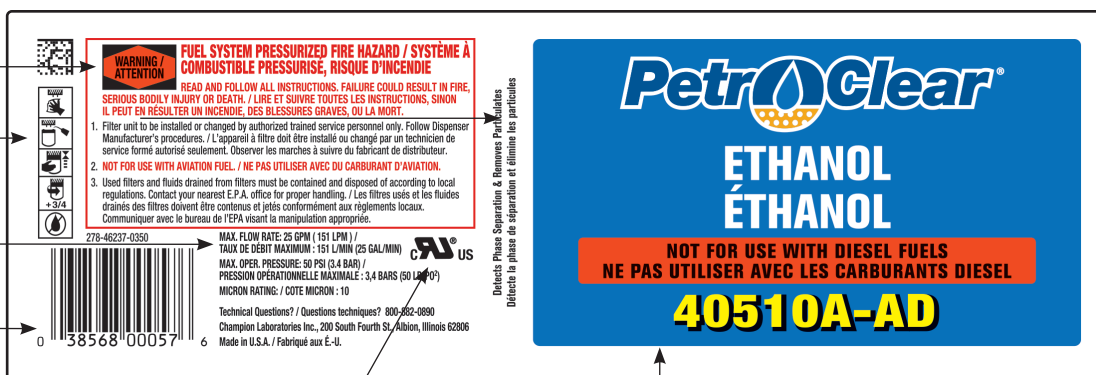 WARNING /
ATTENTION
FUEL SYSTEM PRESSURIZED FIRE HAZARD / SYSTÈME À
COMBUSTIBLE PRESSURISÉ, RISQUE D'INCENDIE
READ AND FOLLOW ALL INSTRUCTIONS. FAILURE COULD RESULT IN FIRE,
SERIOUS BODILY INJURY OR DEATH. / LIRE ET SUIVRE TOUTES LES INSTRUCTIONS, SINON
IL PEUT EN RÉSULTER UN INCENDIE, DES BLESSURES GRAVES, OU LA MORT.
1. Filter unit to be installed or changed by authorized trained service personnel only. Follow Dispenser
Manufacturer's procedures. / L'appareil à filtre doit être installé ou changé par un technicien de
service formé autorisé seulement. Observer les marches à suivre du fabricant de distributeur.
2. NOT FOR USE WITH AVIATION FUEL. / NE PAS UTILISER AVEC DU CARBURANT D'AVIATION.
3. Used filters and fluids drained from filters must be contained and disposed of according to local
regulations. Contact your nearest E.P.A. office for proper handling. / Les filtres usés et les fluides
drainés des filtres doivent être contenus et jetés conformément aux règlements locaux.
Communiquer avec le bureau de l'EPA visant la manipulation appropriée.
+3/4
278-46237-0350
0 38568 00057 6
MAX. FLOW RATE: 25 GPM ( 151 LPM ) /
TAUX DE DÉBIT MAXIMUM : 151 L/MIN (25 GAL/MIN)
MAX. OPER. PRESSURE: 50 PSI (3.4 BAR) /
PRESSION OPÉRATIONNELLE MAXIMALE : 3,4 BARS (50 LB/PO²)
MICRON RATING: / COTE MICRON : 10
C RU ® US
Technical Questions? / Questions techniques? 800-882-0890
Champion Laboratories Inc., 200 South Fourth St., Albion, Illinois 62806
Made in U.S.A. / Fabriqué aux É.-U.
Detects Phase Separation & Removes Particulates
Détecte la phase de séparation et élimine les particules
PetroClear®
ETHANOL
ÉTHANOL
NOT FOR USE WITH DIESEL FUELS
NE PAS UTILISER AVEC LES CARBURANTS DIESEL
40510A-AD